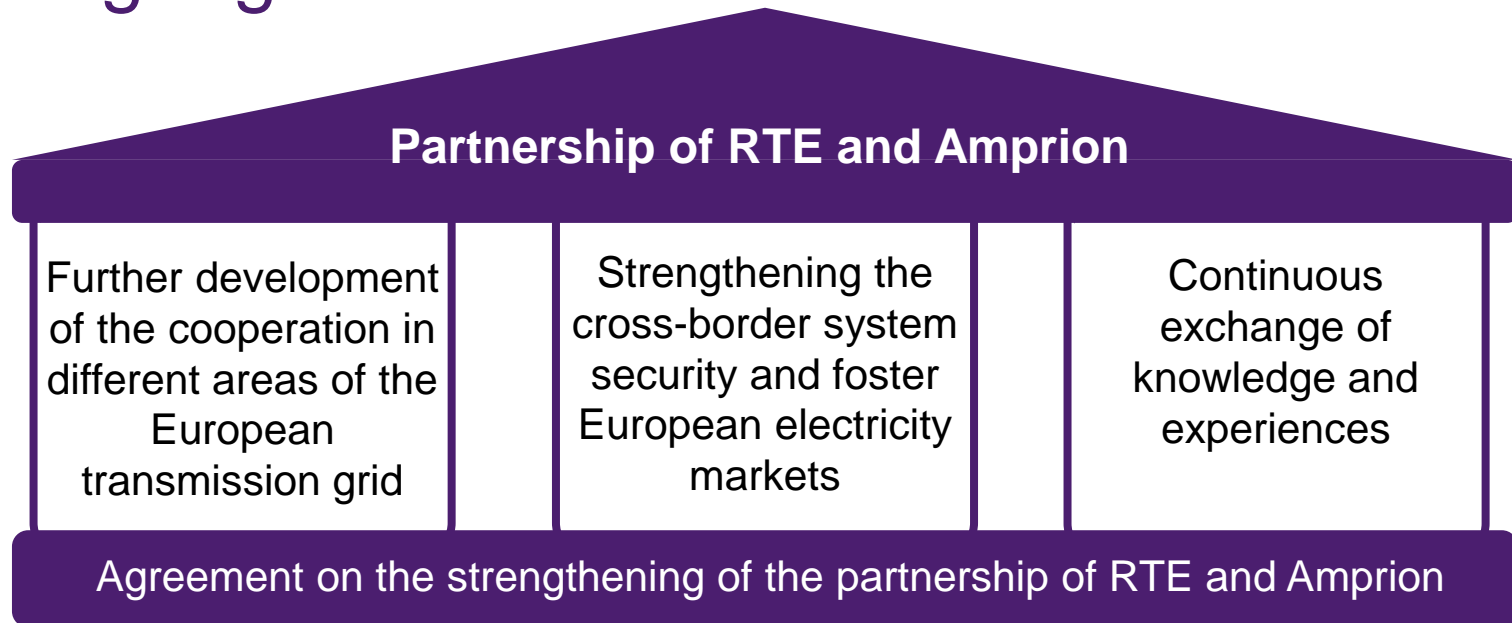 Partnership of RTE and Amprion
Further development
of the cooperation in
different areas of the
European
transmission grid
Strengthening the
cross-border system
security and foster
European electricity
markets
Continuous
exchange of
knowledge and
experiences
Agreement on the strengthening of the partnership of RTE and Amprion